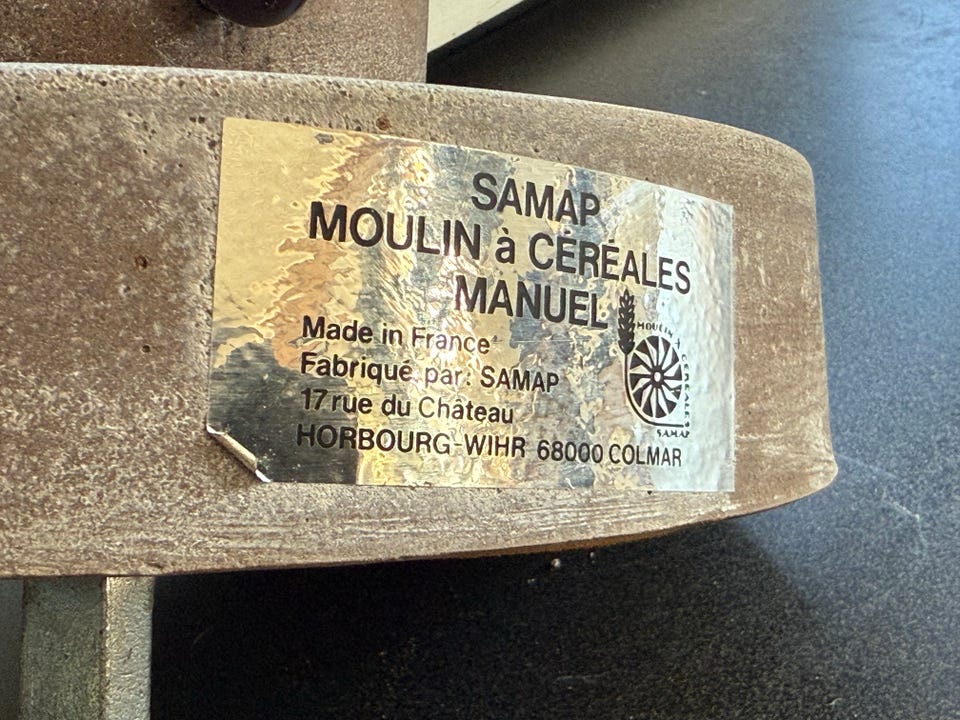 SAMAP
MOULIN à CÉRÉALES
MANUEL
Made in France
Fabriqué par: SAMAP
17 rue du Château
HORBOURG-WIHR 68000 COLMAR
MOULIN à CÉRÉALES
SAMAP